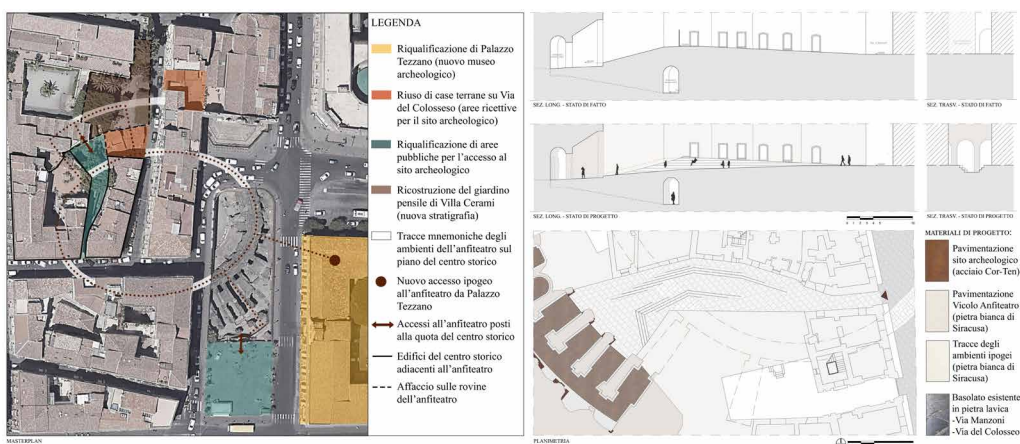 LEGENDA
Riqualificazione di Palazzo
Tezzano (nuovo museo
archeologico)
Riuso di case terrane su Via
del Colosseso (aree ricettive
per il sito archeologico)
Riqualificazione di aree
pubbliche per l'accesso al
sito archeologico
Ricostruzione del giardino
pensile di Villa Cerami
(nuova stratigrafia)
Tracce mnemoniche degli
ambienti dell'anfiteatro sul
piano del centro storico
Nuovo accesso ipogeo
all'anfiteatro da Palazzo
Tezzano
Accessi all'anfiteatro posti
alla quota del centro storico
Edifici del centro storico
adiacenti all'anfiteatro
Affaccio sulle rovine
dell'anfiteatro
MASTERPLAN
SEZ. LONG. - STATO DI FATTO
SEZ. TRASV. - STATO DI FATTO
SEZ. LONG. - STATO DI PROGETTO
SEZ. TRASV. - STATO DI PROGETTO
PLANIMETRIA
MATERIALI DI PROGETTO:
Pavimentazione
sito archeologico
(acciaio Cor-Ten)
Pavimentazione
Vicolo Anfiteatro
(pietra bianca di
Siracusa)
Tracce degli
ambienti ipogei
(pietra bianca di
Siracusa)
Basolato esistente
in pietra lavica
-Via Manzoni
-Via del Colosseo